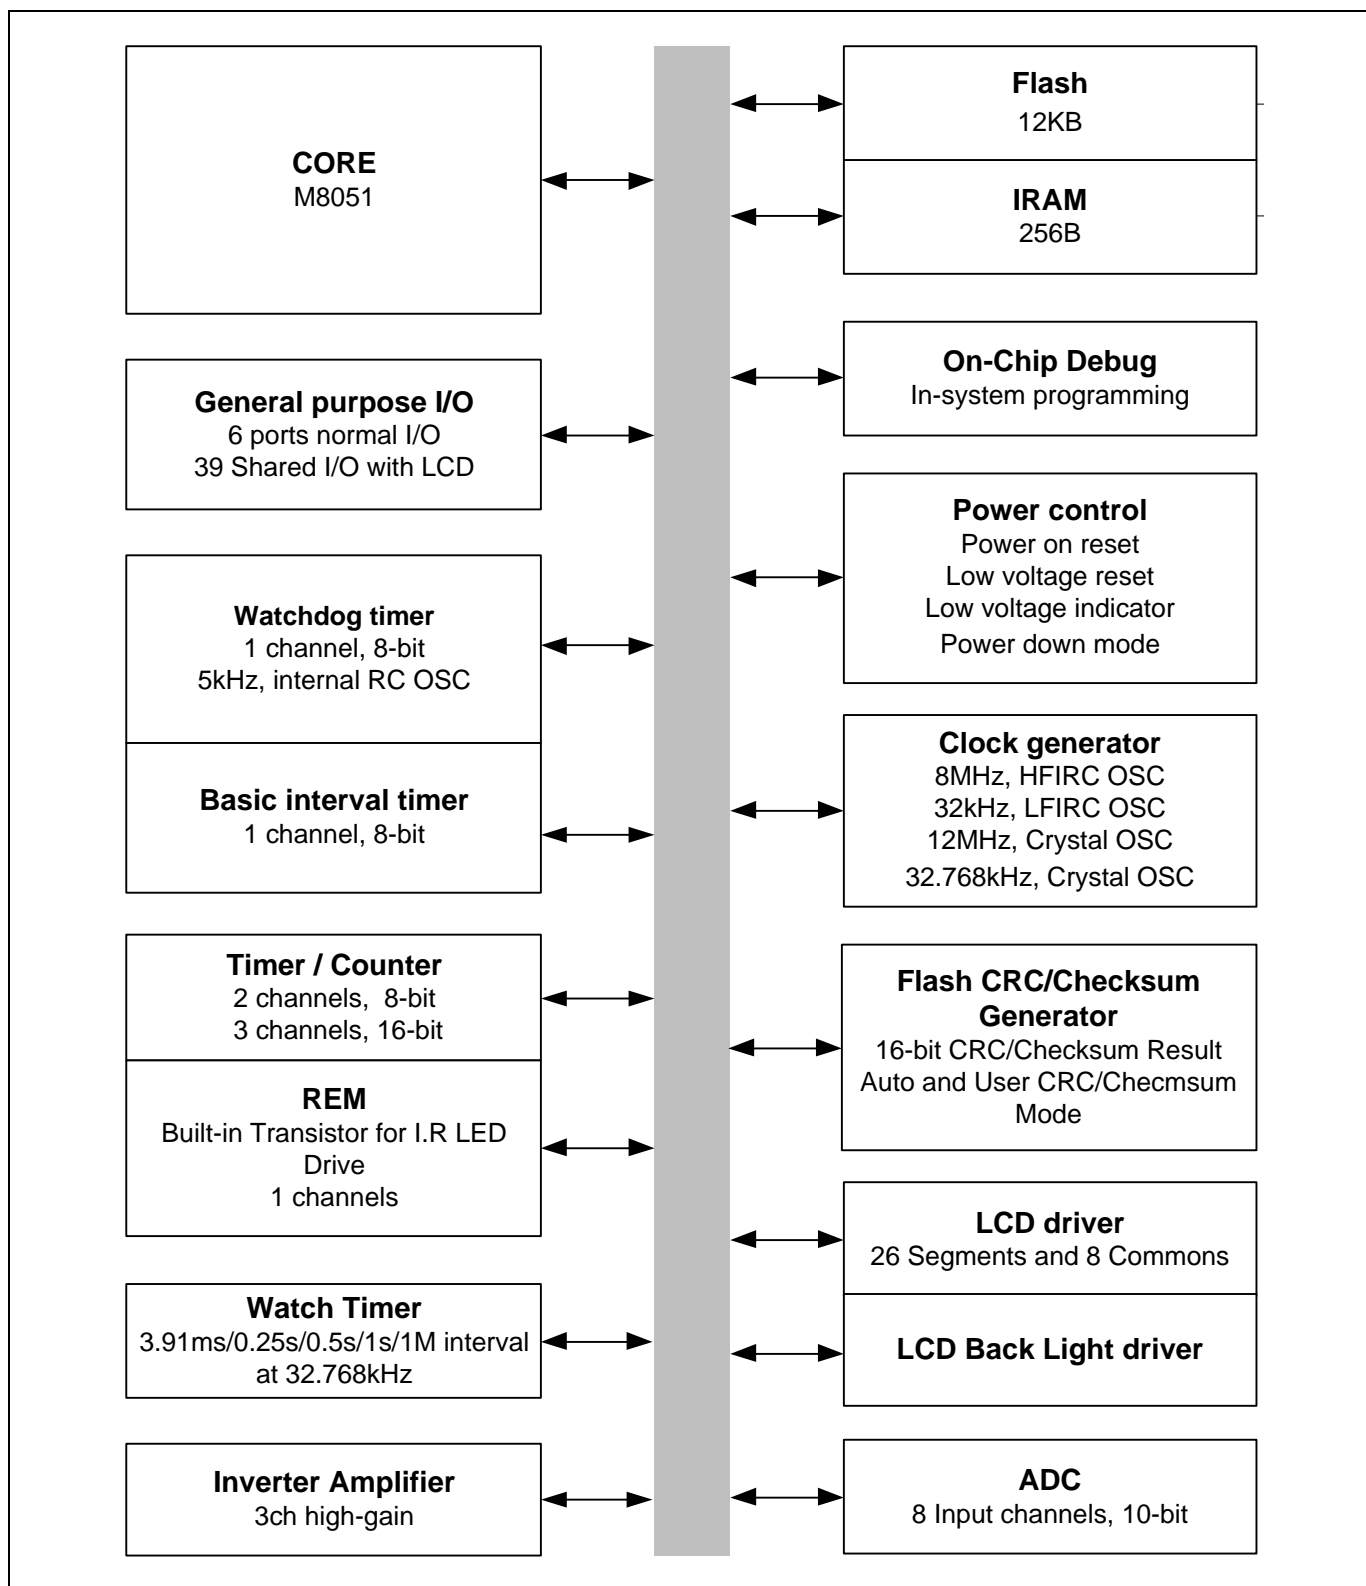 CORE
M8051
General purpose I/O
6 ports normal I/O
39 Shared I/O with LCD
Watchdog timer
1 channel, 8-bit
5kHz, internal RC OSC
Basic interval timer
1 channel, 8-bit
Timer / Counter
2 channels, 8-bit
3 channels, 16-bit
REM
Built-in Transistor for I.R LED
Drive
1 channels
Watch Timer
3.91ms/0.25s/0.5s/1s/1M interval
at 32.768kHz
Inverter Amplifier
3ch high-gain
Flash
12KB
IRAM
256B
On-Chip Debug
In-system programming
Power control
Power on reset
Low voltage reset
Low voltage indicator
Power down mode
Clock generator
8MHz, HFIRC OSC
32kHz, LFIRC OSC
12MHz, Crystal OSC
32.768kHz, Crystal OSC
Flash CRC/Checksum
Generator
16-bit CRC/Checksum Result
Auto and User CRC/Checmsum
Mode
LCD driver
26 Segments and 8 Commons
LCD Back Light driver
ADC
8 Input channels, 10-bit